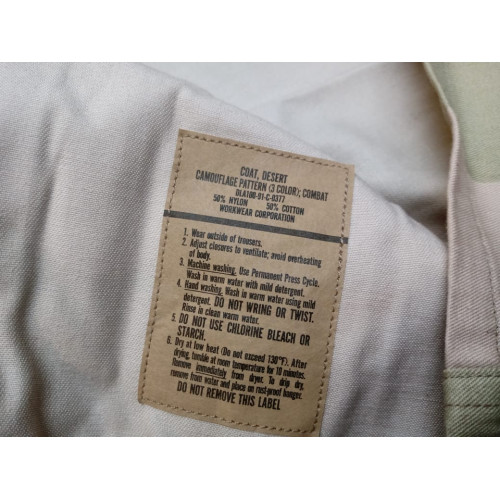 COAT, DESERT
CAMOUFLAGE PATTERN (3 COLOR); COMBAT
DLA100-91-C-0377
50% NYLON 50% COTTON
WORKWEAR CORPORATION
1. Wear outside of trousers.
2. Adjust closures to ventilate; avoid overheating
of body.
3. Machine washing. Use Permanent Press Cycle.
Wash in warm water with mild detergent.
4. Hand washing. Wash in warm water using mild
detergent. DO NOT WRING OR TWIST.
Rinse in clean warm water.
5. DO NOT USE CHLORINE BLEACH OR
STARCH.
6. Dry at low heat (Do not exceed 130°F). After
drying, tumble at room temperature for 10 minutes.
Remove immediately from dryer. To drip dry,
remove from water and place on rust-proof hanger.
DO NOT REMOVE THIS LABEL